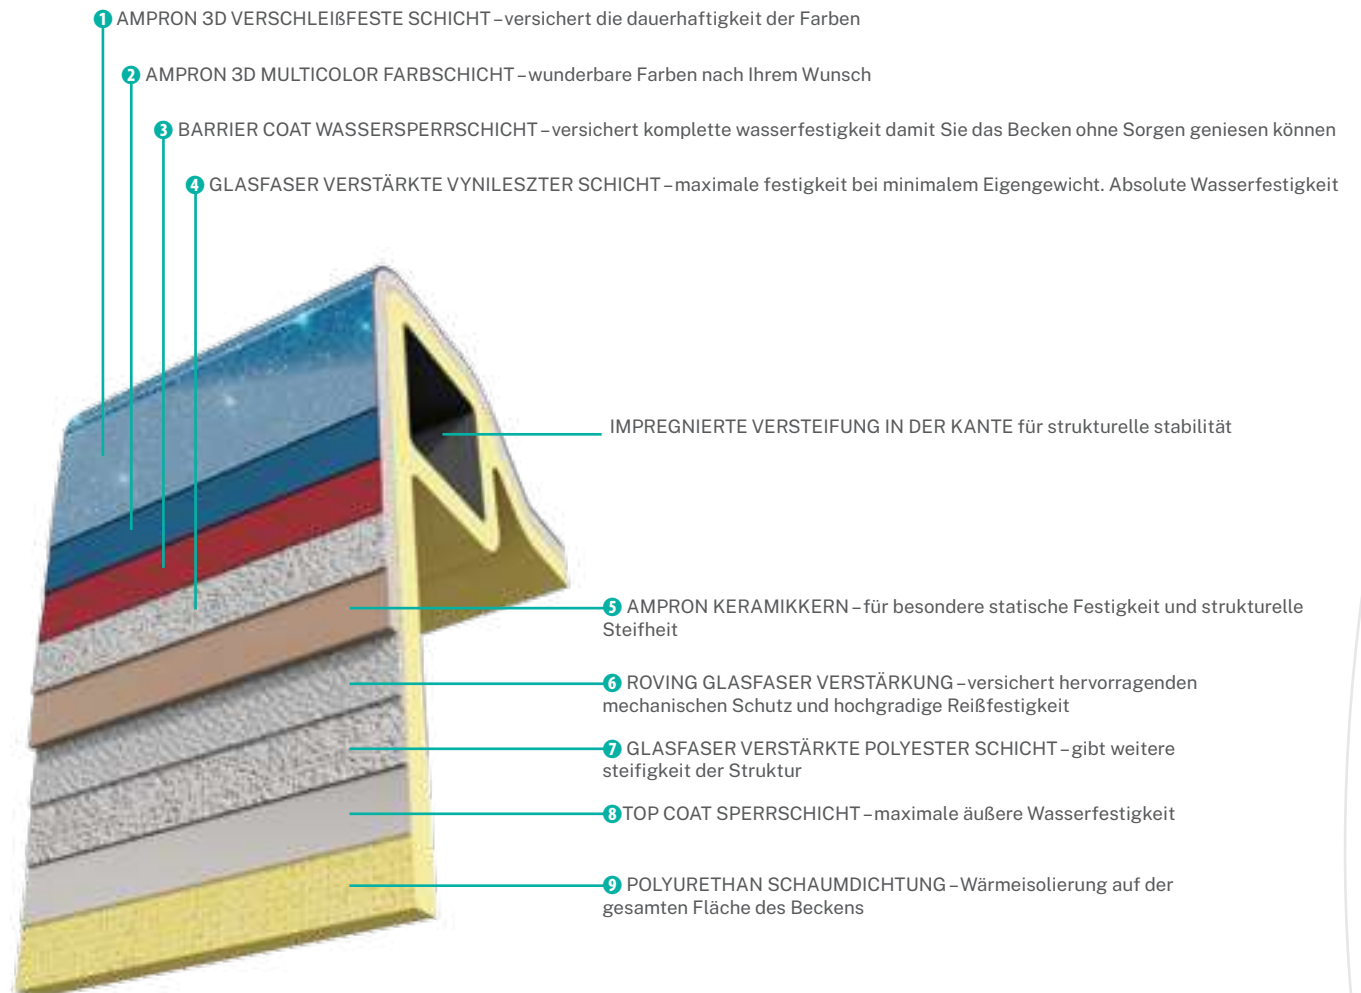 1 AMPRON 3D VERSCHLEIßFESTE SCHICHT – versichert die dauerhaftigkeit der Farben
2 AMPRON 3D MULTICOLOR FARBSCHICHT – wunderbare Farben nach Ihrem Wunsch
3 BARRIER COAT WASSERSPERRSCHICHT – versichert komplette wasserfestigkeit damit Sie das Becken ohne Sorgen geniesen können
4 GLASFASER VERSTÄRKTE VYNILESZTER SCHICHT – maximale festigkeit bei minimalem Eigengewicht. Absolute Wasserfestigkeit
IMPREGNIERTE VERSTEIFUNG IN DER KANTE für strukturelle stabilität
5 AMPRON KERAMIKKERN – für besondere statische Festigkeit und strukturelle
Steifheit
6 ROVING GLASFASER VERSTÄRKUNG – versichert hervorragenden
mechanischen Schutz und hochgradige Reißfestigkeit
7 GLASFASER VERSTÄRKTE POLYESTER SCHICHT – gibt weitere
steifigkeit der Struktur
8 TOP COAT SPERRSCHICHT – maximale äußere Wasserfestigkeit
9 POLYURETHAN SCHAUMDICHTUNG – Wärmeisolierung auf der
gesamten Fläche des Beckens